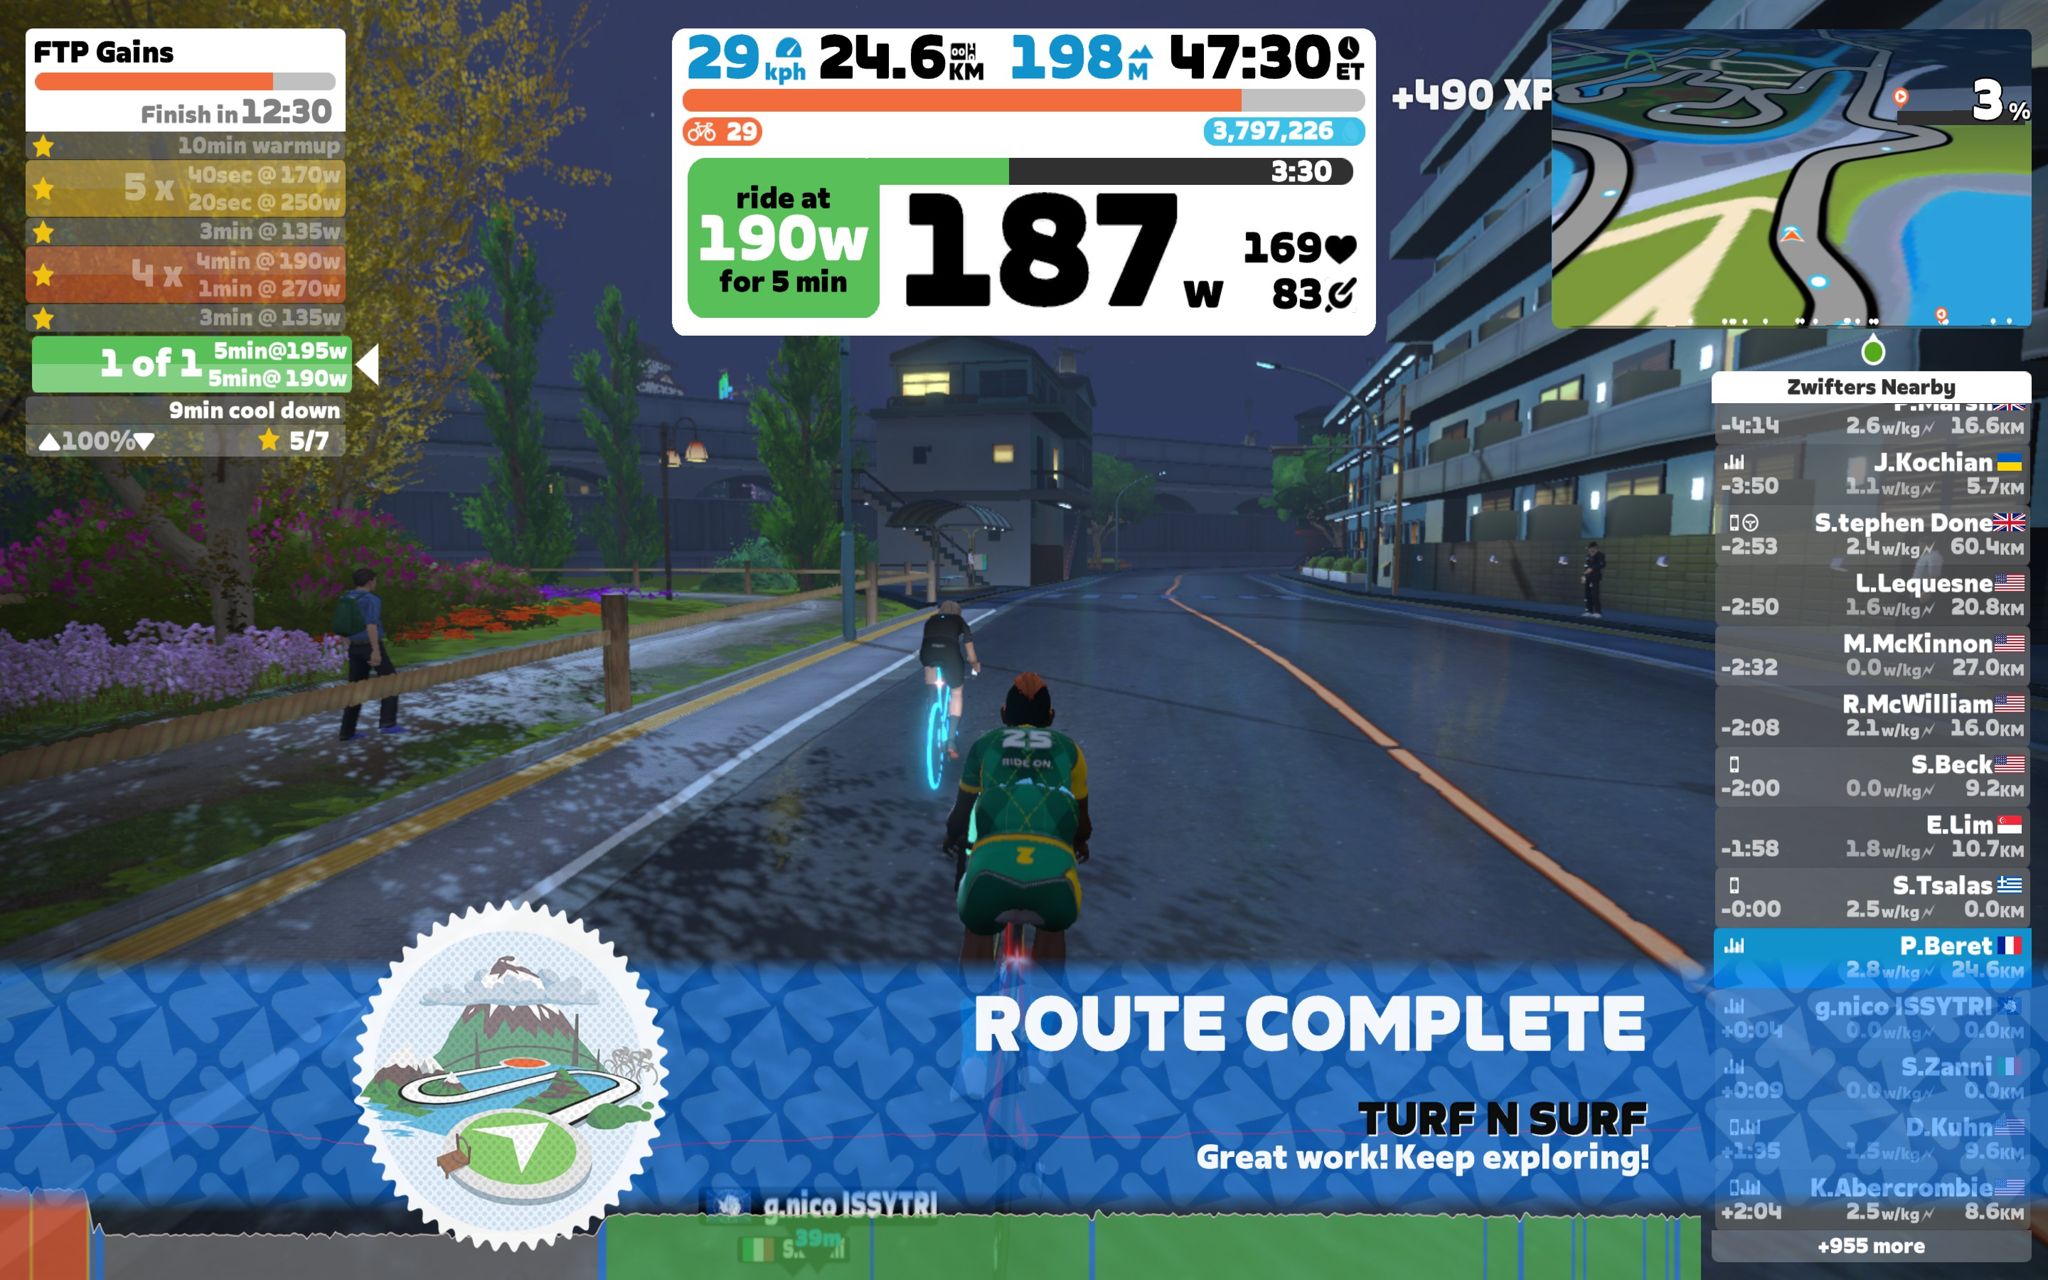 FTP Gains
Finish in 12:30
10min warmup
5 x
40sec @ 170w
20sec @ 250w
3min @ 135w
4 x
4min @ 190w
1min @ 270w
3min @ 135w
1 of 1
5min@195w
5min@ 190w
9min cool down
100%
5/7
29 kph 24.6 KM 198 M 47:30 ET
29
3,797,226
3:30
ride at
190w
for 5 min
187 w
169
83
+490 XP
3 %
Zwifters Nearby
P.Marsh
-4:14 2.6w/kg 16.6KM
J.Kochian
-3:50 1.1w/kg 5.7KM
S.tephen Done
-2:53 2.4w/kg 60.4KM
L.Lequesne
-2:50 1.6w/kg 20.8KM
M.McKinnon
-2:32 0.0w/kg 27.0KM
R.McWilliam
-2:08 2.1w/kg 16.0KM
S.Beck
-2:00 0.0w/kg 9.2KM
E.Lim
-1:58 1.8w/kg 10.7KM
S.Tsalas
-0:00 2.5w/kg 0.0KM
P.Beret
2.8w/kg 24.6KM
g.nico ISSYTRI
+0:04 0.0w/kg 0.0KM
S.Zanni
+0:09 0.0w/kg 0.0KM
D.Kuhn
+1:35 1.5w/kg 9.6KM
K.Abercrombie
+2:04 2.5w/kg 8.6KM
+955 more
25
RIDE ON.
Z
ROUTE COMPLETE
TURF N SURF
Great work! Keep exploring!
g.nico ISSYTRI
39m